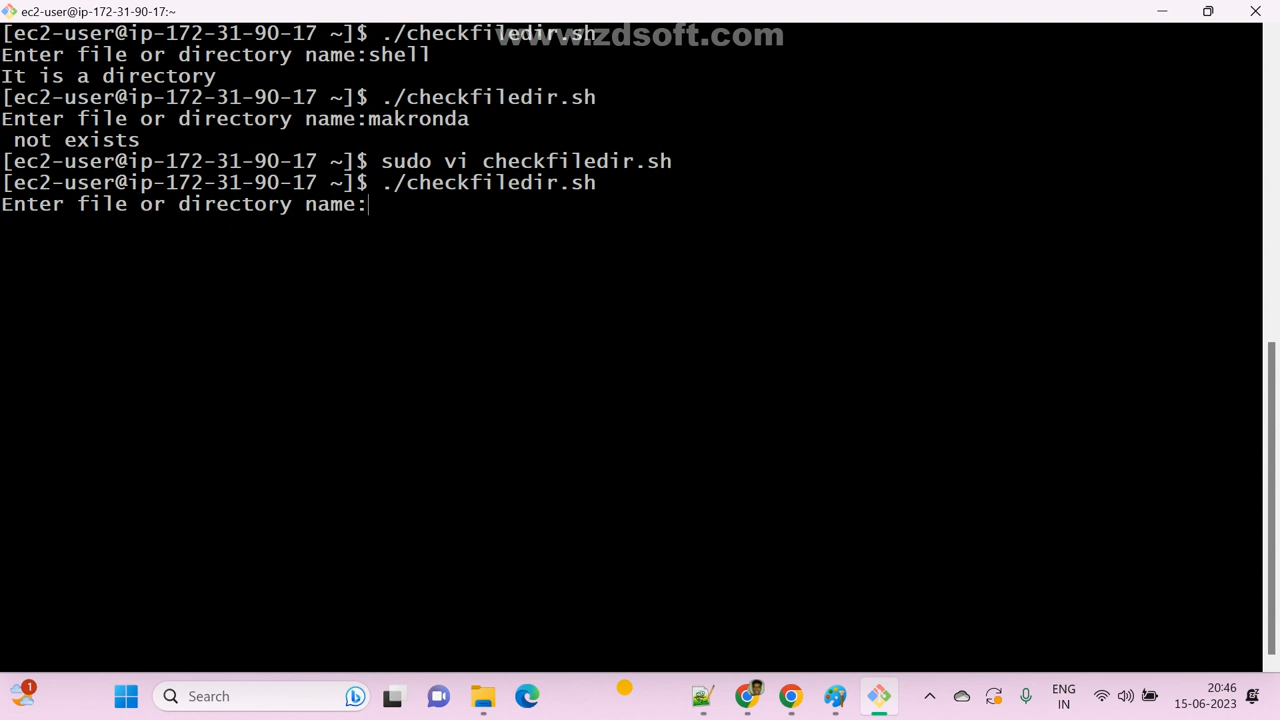 ec2-user@ip-172-31-90-17:~
www.zdsoft.com
[ec2-user@ip-172-31-90-17 ~]$ ./checkfiledir.sh
Enter file or directory name:shell
It is a directory
[ec2-user@ip-172-31-90-17 ~]$ ./checkfiledir.sh
Enter file or directory name:makronda
 not exists
[ec2-user@ip-172-31-90-17 ~]$ sudo vi checkfiledir.sh
[ec2-user@ip-172-31-90-17 ~]$ ./checkfiledir.sh
Enter file or directory name:
1
Search
ENG
IN
20:46
15-06-2023